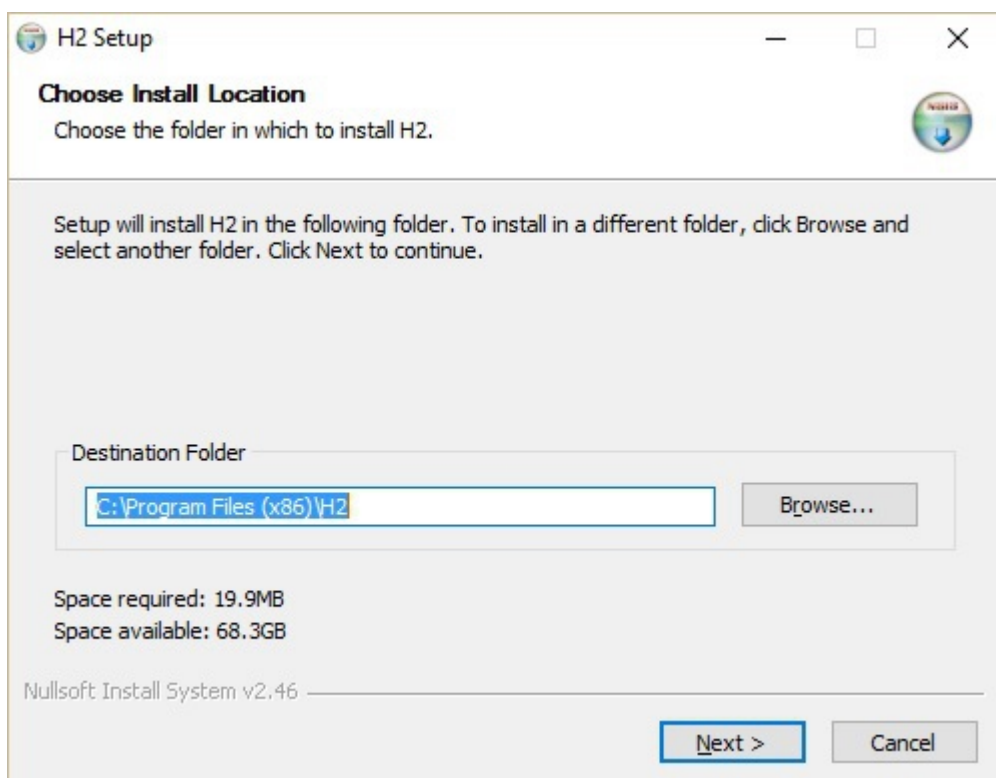 H2 Setup
Choose Install Location
Choose the folder in which to install H2.
Setup will install H2 in the following folder. To install in a different folder, click Browse and
select another folder. Click Next to continue.
Destination Folder
C:\Program Files (x86)\H2
Browse...
Space required: 19.9MB
Space available: 68.3GB
Nullsoft Install System v2.46
Next >
Cancel